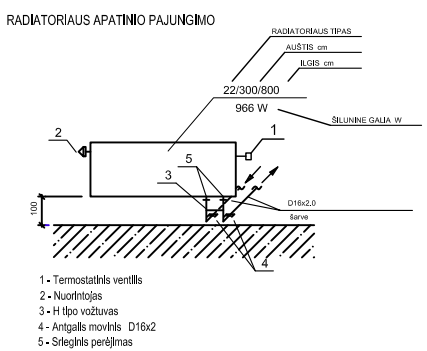 RADIATORIAUS APATINIO PAJUNGIMO
RADIATORIAUS TIPAS
AUŠTIS cm
ILGIS cm
22/300/800
966 W
ŠILUNINE GALIA W
1
2
5
3
D16x2.0
šarve
100
4
1 - Termostatinis ventilis
2 - Nuorintojas
3 - H tipo vožtuvas
4 - Antgalis movinis D16x2
5 - Srieginis perėjimas